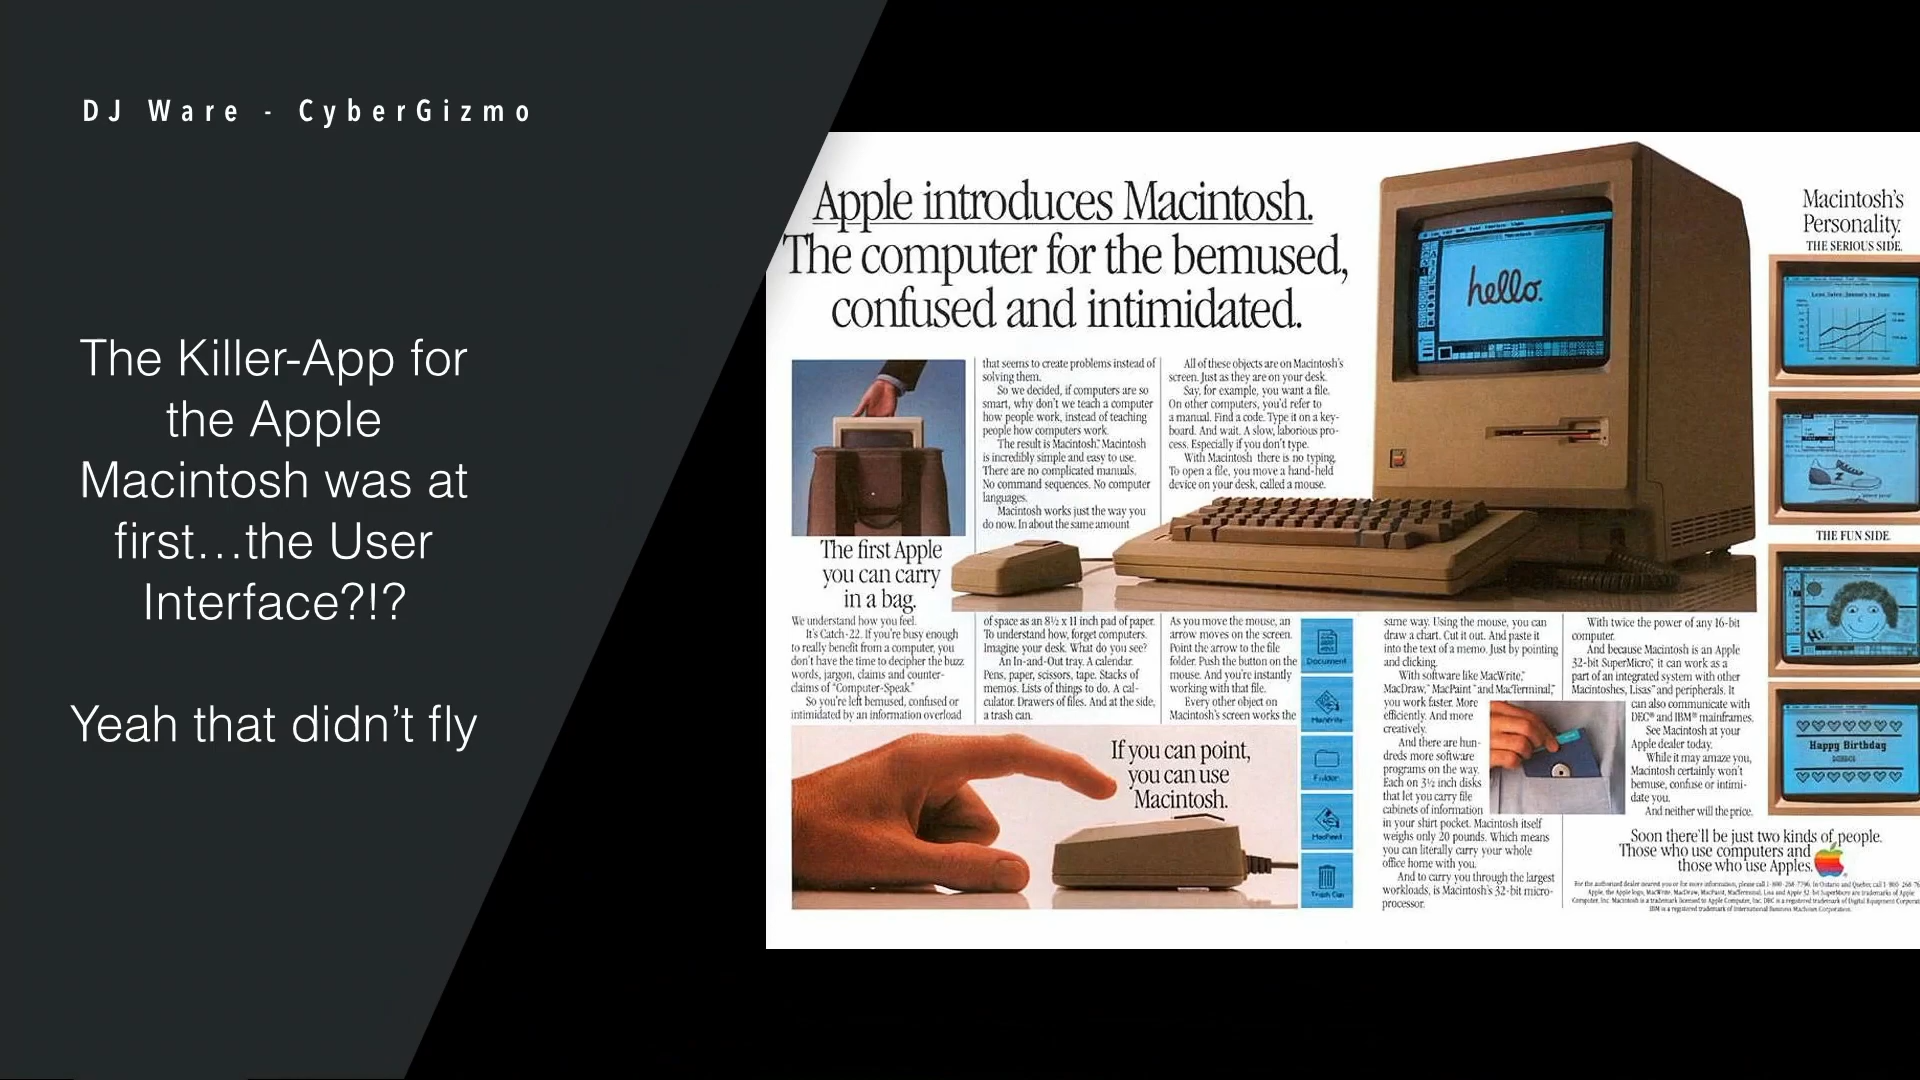 DJ Ware - CyberGizmo
The Killer-App for
the Apple
Macintosh was at
first...the User
Interface?!?
Yeah that didn't fly
Apple introduces Macintosh.
The computer for the bemused,
confused and intimidated.
hello.
The first Apple
you can carry
in a bag.
We understand how you feel.
It's Catch-22. If you're busy enough
to really benefit from a computer, you
don't have the time to decipher the buzz
words, jargon, claims and counter-
claims of "Computer-Speak."
So you're left bemused, confused or
intimidated by an information overload
that seems to create problems instead of
solving them.
So we decided, if computers are so
smart, why don't we teach a computer
how people work, instead of teaching
people how computers work.
The result is Macintosh.™ Macintosh
is incredibly simple and easy to use.
There are no complicated manuals.
No command sequences. No computer
languages.
Macintosh works just the way you
do now. In about the same amount
of space as an 8½ x 11 inch pad of paper.
To understand how, forget computers.
Imagine your desk. What do you see?
An In-and-Out tray. A calendar.
Pens, paper, scissors, tape. Stacks of
memos. Lists of things to do. A cal-
culator. Drawers of files. And at the side,
a trash can.
All of these objects are on Macintosh's
screen. Just as they are on your desk.
Say, for example, you want a file.
On other computers, you'd refer to
a manual. Find a code. Type it on a key-
board. And wait. A slow, laborious pro-
cess. Especially if you don't type.
With Macintosh there is no typing.
To open a file, you move a hand-held
device on your desk, called a mouse.
As you move the mouse, an
arrow moves on the screen.
Point the arrow to the file
folder. Push the button on the
mouse. And you're instantly
working with that file.
Every other object on
Macintosh's screen works the
Document
MacWrite
Folder
MacPaint
Trash Can
If you can point,
you can use
Macintosh.
same way. Using the mouse, you can
draw a chart. Cut it out. And paste it
into the text of a memo. Just by pointing
and clicking.
With software like MacWrite,™
MacDraw,™ MacPaint™ and MacTerminal,™
you work faster. More
efficiently. And more
creatively.
And there are hun-
dreds more software
programs on the way.
Each on 3½ inch disks
that let you carry file
cabinets of information
in your shirt pocket. Macintosh itself
weighs only 20 pounds. Which means
you can literally carry your whole
office home with you.
And to carry you through the largest
workloads, is Macintosh's 32-bit micro-
processor.
With twice the power of any 16-bit
computer.
And because Macintosh is an Apple
32-bit SuperMicro,™ it can work as a
part of an integrated system with other
Macintoshes, Lisas™ and peripherals. It
can also communicate with
DEC® and IBM® mainframes.
See Macintosh at your
Apple dealer today.
While it may amaze you,
Macintosh certainly won't
bemuse, confuse or intimi-
date you.
And neither will the price.
Soon there'll be just two kinds of people.
Those who use computers and
those who use Apples.
Macintosh's
Personality.
THE SERIOUS SIDE.
THE FUN SIDE.
Hi
Happy Birthday